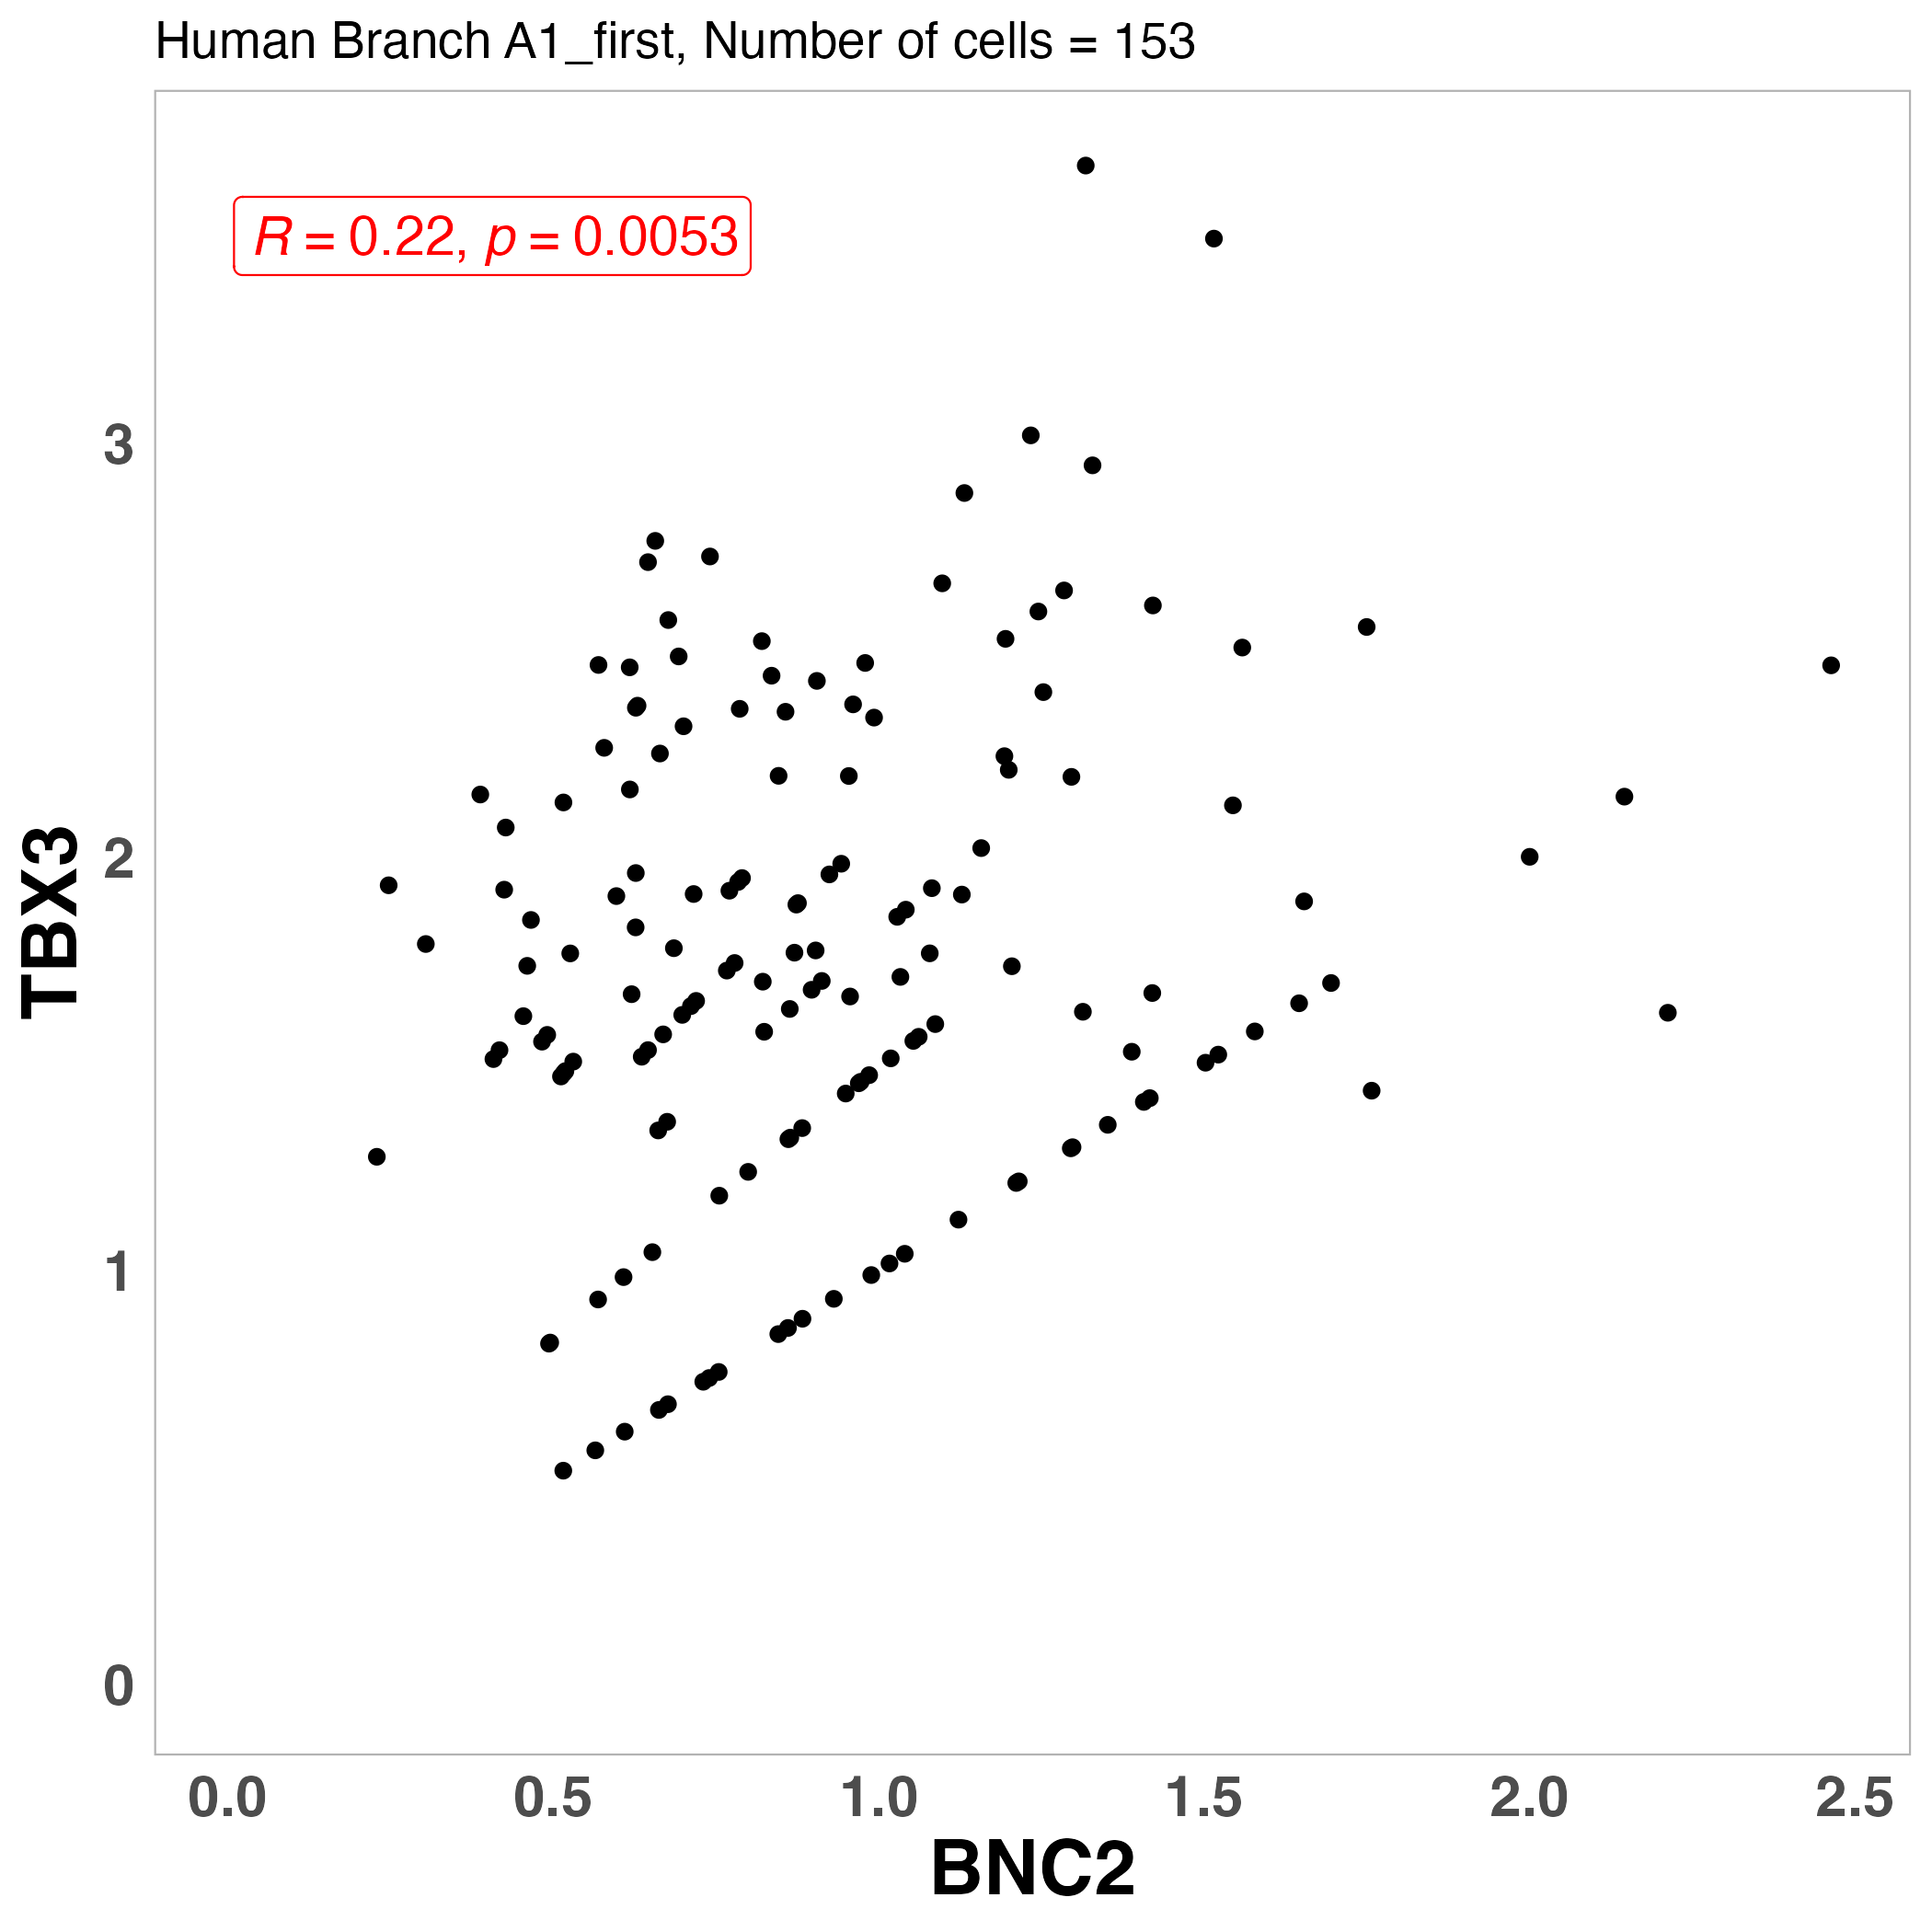 Human Branch A1_first, Number of cells = 153
R = 0.22, p = 0.0053
3
2
1
0
TBX3
0.0 0.5 1.0 1.5 2.0 2.5
BNC2